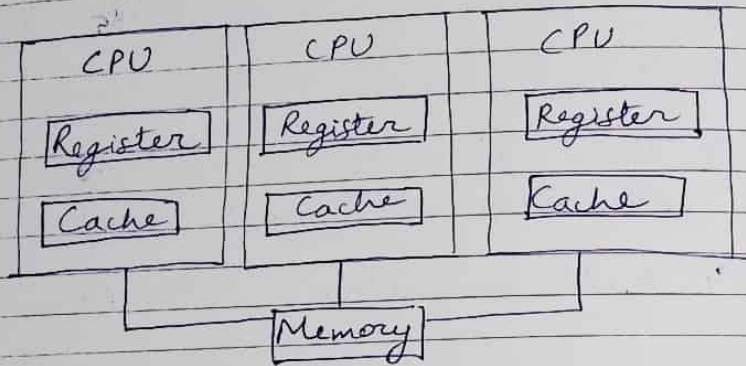 CPU CPU CPU
Register Register Register
Cache Cache Cache
Memory